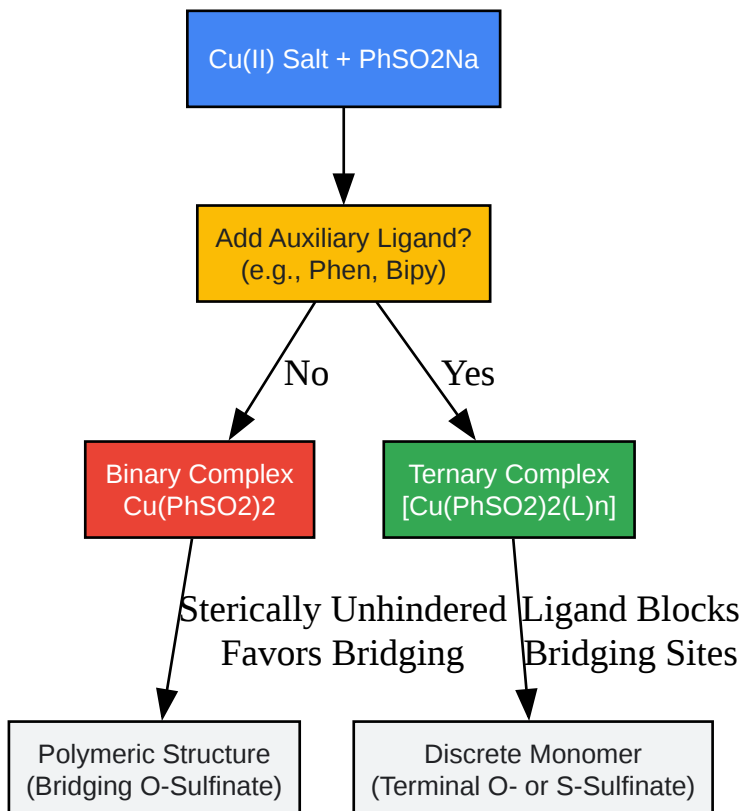 Cu(II) Salt + PhSO2Na
Add Auxiliary Ligand?
(e.g., Phen, Bipy)
No
Yes
Binary Complex
Cu(PhSO2)2
Ternary Complex
[Cu(PhSO2)2(L)n]
Sterically Unhindered
Favors Bridging
Ligand Blocks
Bridging Sites
Polymeric Structure
(Bridging O-Sulfinate)
Discrete Monomer
(Terminal O- or S-Sulfinate)